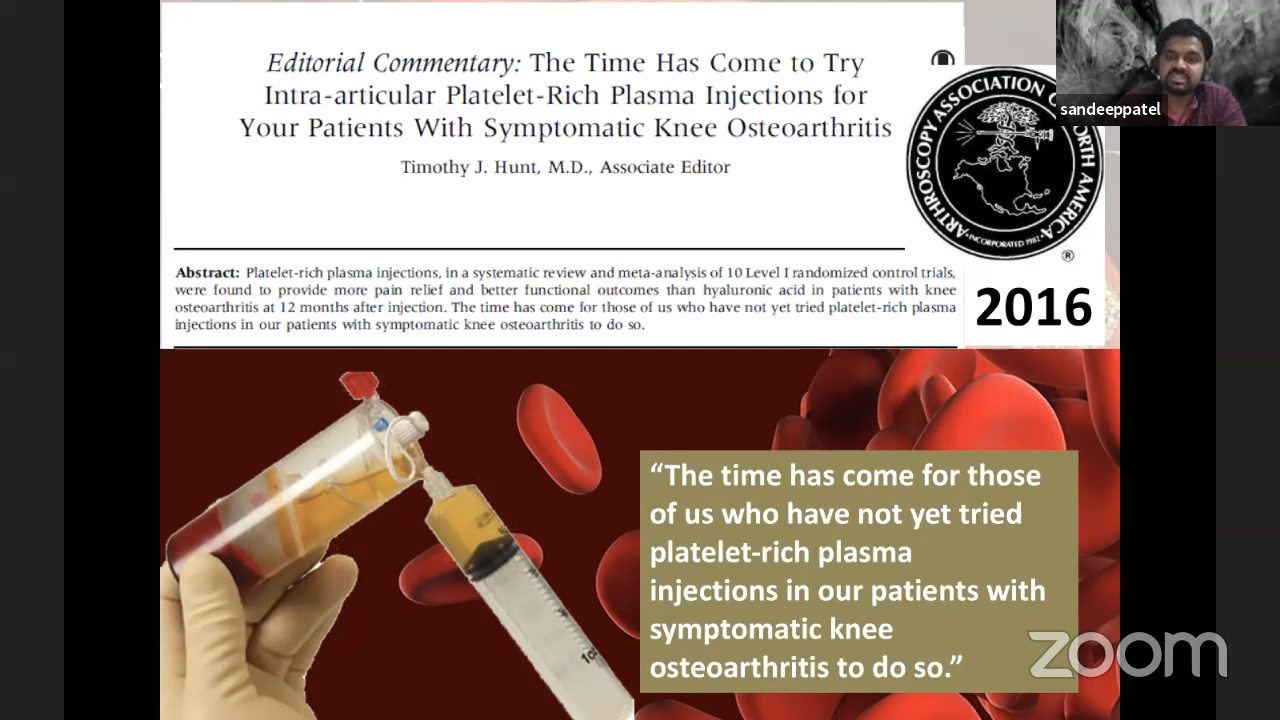 Editorial Commentary: The Time Has Come to Try
Intra-articular Platelet-Rich Plasma Injections for
Your Patients With Symptomatic Knee Osteoarthritis
Timothy J. Hunt, M.D., Associate Editor
Abstract: Platelet-rich plasma injections, in a systematic review and meta-analysis of 10 Level I randomized control trials,
were found to provide more pain relief and better functional outcomes than hyaluronic acid in patients with knee
osteoarthritis at 12 months after injection. The time has come for those of us who have not yet tried platelet-rich plasma
injections in our patients with symptomatic knee osteoarthritis to do so.
sandeeppatel
ARTHROSCOPY ASSOCIATION O
ORTH AMERICA
INCORPORATED 1982
®
2016
“The time has come for those
of us who have not yet tried
platelet-rich plasma
injections in our patients with
symptomatic knee
osteoarthritis to do so.”
zoom